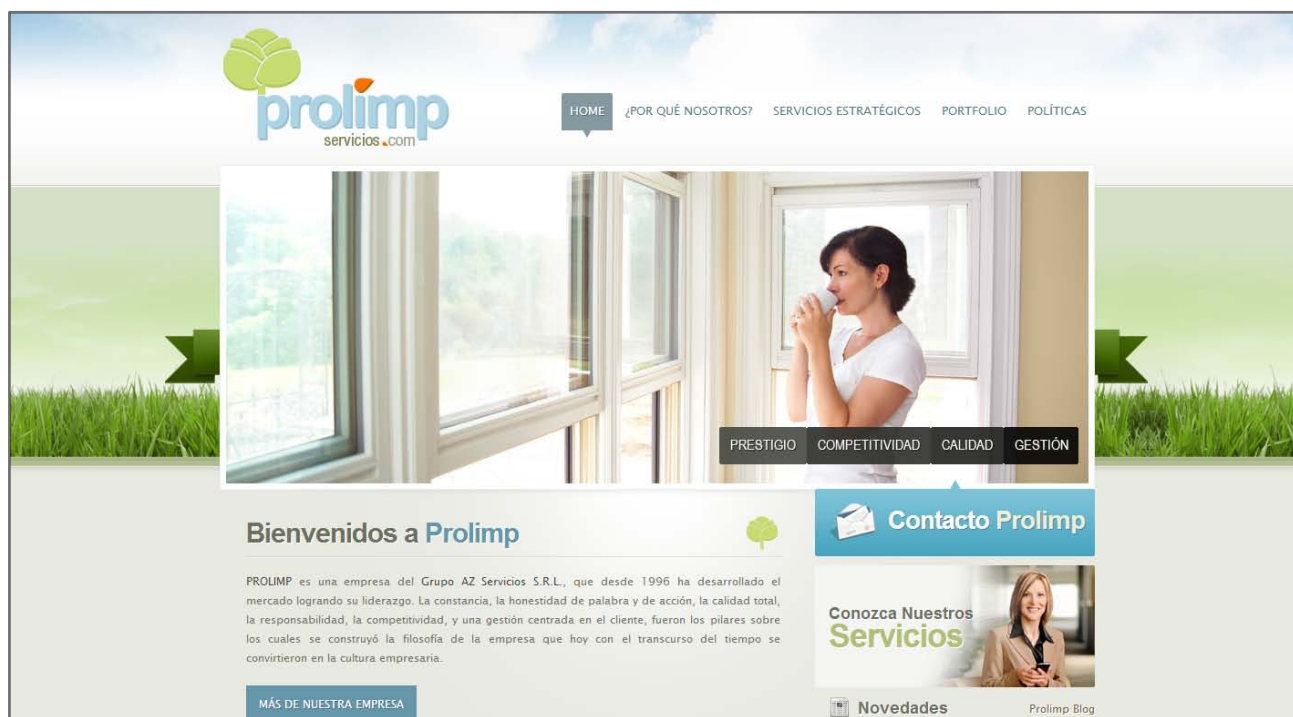 prolimp
servicios.com
HOME ¿POR QUÉ NOSOTROS? SERVICIOS ESTRATÉGICOS PORTFOLIO POLÍTICAS
PRESTIGIO COMPETITIVIDAD CALIDAD GESTIÓN
Bienvenidos a Prolimp
PROLIMP es una empresa del Grupo AZ Servicios S.R.L., que desde 1996 ha desarrollado el
mercado logrando su liderazgo. La constancia, la honestidad de palabra y de acción, la calidad total,
la responsabilidad, la competitividad, y una gestión centrada en el cliente, fueron los pilares sobre
los cuales se construyó la filosofía de la empresa que hoy con el transcurso del tiempo se
convirtieron en la cultura empresaria.
MÁS DE NUESTRA EMPRESA
Contacto Prolimp
Conozca Nuestros
Servicios
Novedades Prolimp Blog